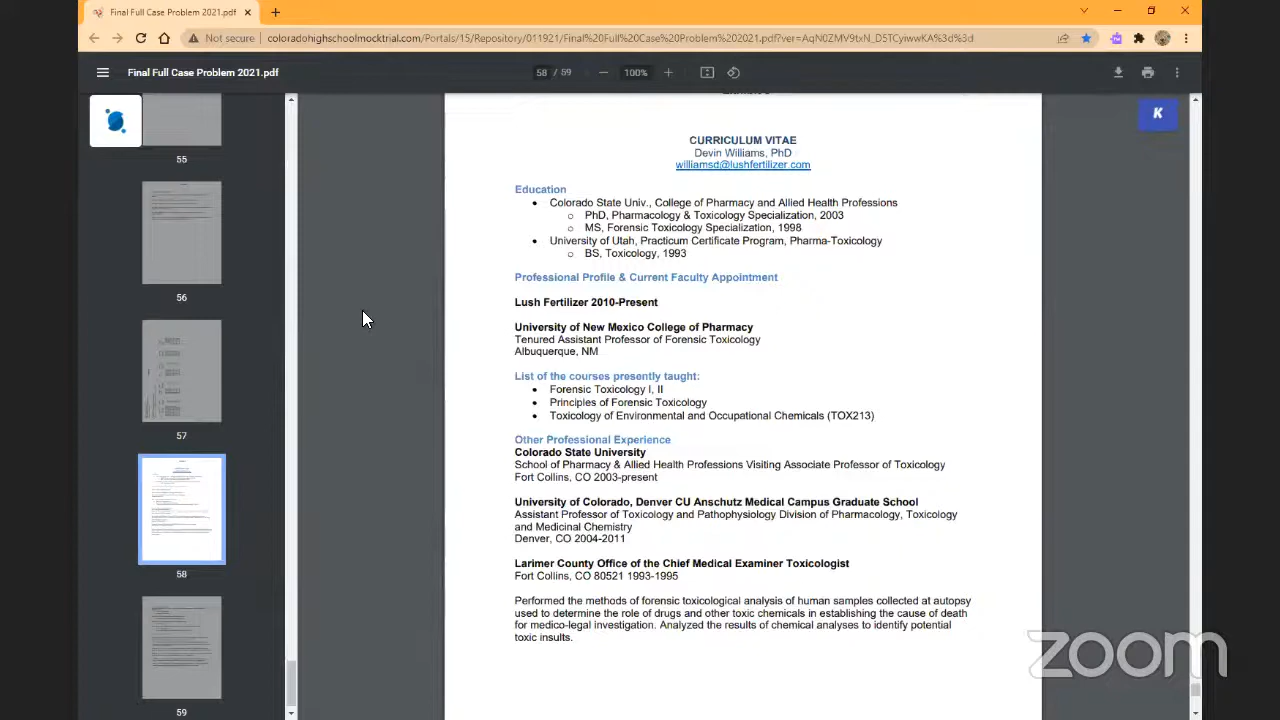 Final Full Case Problem 2021.pdf
Not secure
coloradohighschoolmocktrial.com/Portals/15/Repository/011921/Final%20Full%20Case%20Problem%202021.pdf?ver=AqN0ZMV9txN_D5TCyiwwKA%3d%3d
Final Full Case Problem 2021.pdf
58 / 59
100%
K
55
56
57
58
59
CURRICULUM VITAE
Devin Williams, PhD
williamsd@lushfertilizer.com
Education
• Colorado State Univ., College of Pharmacy and Allied Health Professions
o PhD, Pharmacology & Toxicology Specialization, 2003
o MS, Forensic Toxicology Specialization, 1998
• University of Utah, Practicum Certificate Program, Pharma-Toxicology
o BS, Toxicology, 1993
Professional Profile & Current Faculty Appointment
Lush Fertilizer 2010-Present
University of New Mexico College of Pharmacy
Tenured Assistant Professor of Forensic Toxicology
Albuquerque, NM
List of the courses presently taught:
• Forensic Toxicology I, II
• Principles of Forensic Toxicology
• Toxicology of Environmental and Occupational Chemicals (TOX213)
Other Professional Experience
Colorado State University
School of Pharmacy & Allied Health Professions Visiting Associate Professor of Toxicology
Fort Collins, CO 2003-present
University of Colorado, Denver CU Anschutz Medical Campus Graduate School
Assistant Professor of Toxicology and Pathophysiology Division of Pharmacology, Toxicology
and Medicinal Chemistry
Denver, CO 2004-2011
Larimer County Office of the Chief Medical Examiner Toxicologist
Fort Collins, CO 80521 1993-1995
Performed the methods of forensic toxicological analysis of human samples collected at autopsy
used to determine the role of drugs and other toxic chemicals in establishing the cause of death
for medico-legal investigation. Analyzed the results of chemical analyses to identify potential
toxic insults.
zoom